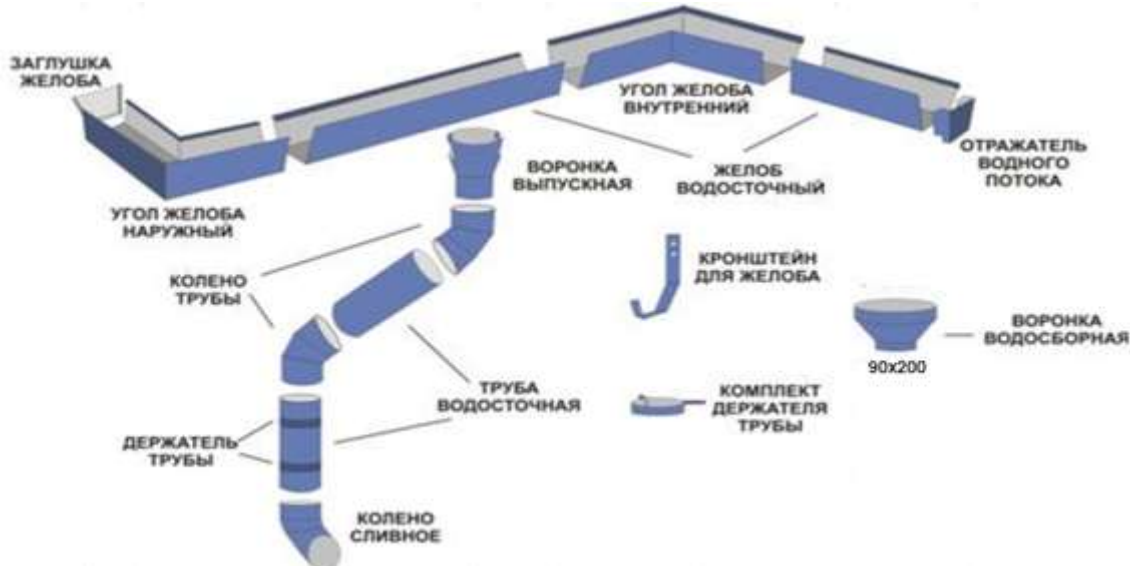 ЗАГЛУШКА
ЖЕЛОБА
УГОЛ ЖЕЛОБА
ВНУТРЕННИЙ
ОТРАЖАТЕЛЬ
ВОДНОГО
ПОТОКА
ВОРОНКА
ВЫПУСКНАЯ
ЖЕЛОБ
ВОДОСТОЧНЫЙ
УГОЛ ЖЕЛОБА
НАРУЖНЫЙ
КОЛЕНО
ТРУБЫ
КРОНШТЕЙН
ДЛЯ ЖЕЛОБА
ВОРОНКА
ВОДОСБОРНАЯ
90x200
ТРУБА
ВОДОСТОЧНАЯ
КОМПЛЕКТ
ДЕРЖАТЕЛЯ
ТРУБЫ
ДЕРЖАТЕЛЬ
ТРУБЫ
КОЛЕНО
СЛИВНОЕ